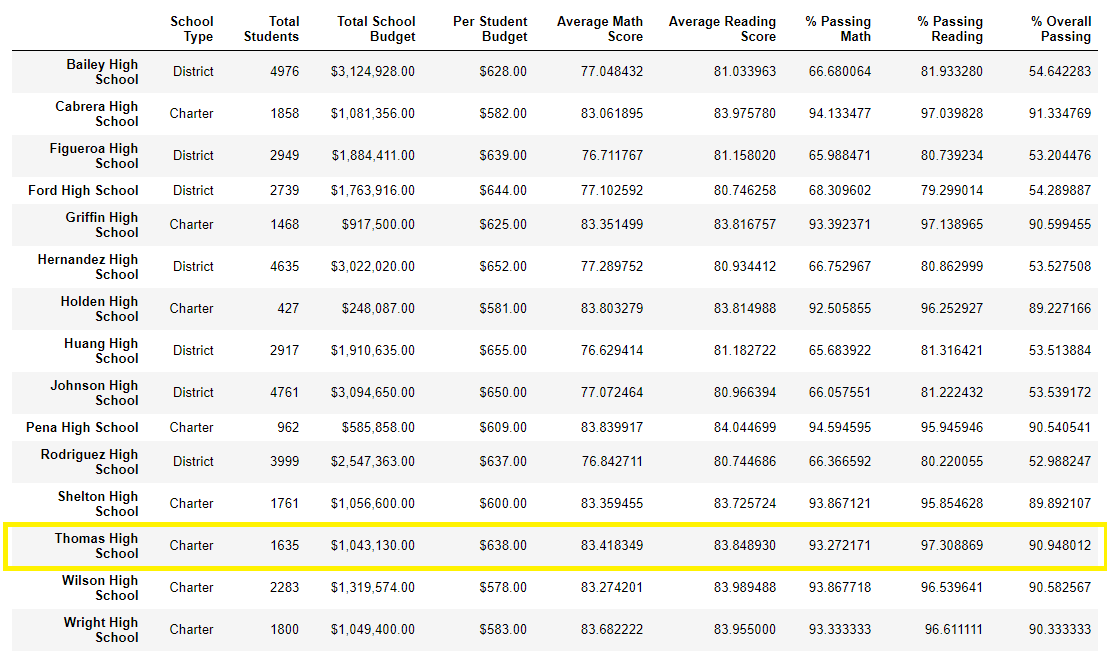 School Type Total Students Total School Budget Per Student Budget Average Math Score Average Reading Score % Passing Math % Passing Reading % Overall Passing
Bailey High School District 4976 $3,124,928.00 $628.00 77.048432 81.033963 66.680064 81.933280 54.642283
Cabrera High School Charter 1858 $1,081,356.00 $582.00 83.061895 83.975780 94.133477 97.039828 91.334769
Figueroa High School District 2949 $1,884,411.00 $639.00 76.711767 81.158020 65.988471 80.739234 53.204476
Ford High School District 2739 $1,763,916.00 $644.00 77.102592 80.746258 68.309602 79.299014 54.289887
Griffin High School Charter 1468 $917,500.00 $625.00 83.351499 83.816757 93.392371 97.138965 90.599455
Hernandez High School District 4635 $3,022,020.00 $652.00 77.289752 80.934412 66.752967 80.862999 53.527508
Holden High School Charter 427 $248,087.00 $581.00 83.803279 83.814988 92.505855 96.252927 89.227166
Huang High School District 2917 $1,910,635.00 $655.00 76.629414 81.182722 65.683922 81.316421 53.513884
Johnson High School District 4761 $3,094,650.00 $650.00 77.072464 80.966394 66.057551 81.222432 53.539172
Pena High School Charter 962 $585,858.00 $609.00 83.839917 84.044699 94.594595 95.945946 90.540541
Rodriguez High School District 3999 $2,547,363.00 $637.00 76.842711 80.744686 66.366592 80.220055 52.988247
Shelton High School Charter 1761 $1,056,600.00 $600.00 83.359455 83.725724 93.867121 95.854628 89.892107
Thomas High School Charter 1635 $1,043,130.00 $638.00 83.418349 83.848930 93.272171 97.308869 90.948012
Wilson High School Charter 2283 $1,319,574.00 $578.00 83.274201 83.989488 93.867718 96.539641 90.582567
Wright High School Charter 1800 $1,049,400.00 $583.00 83.682222 83.955000 93.333333 96.611111 90.333333